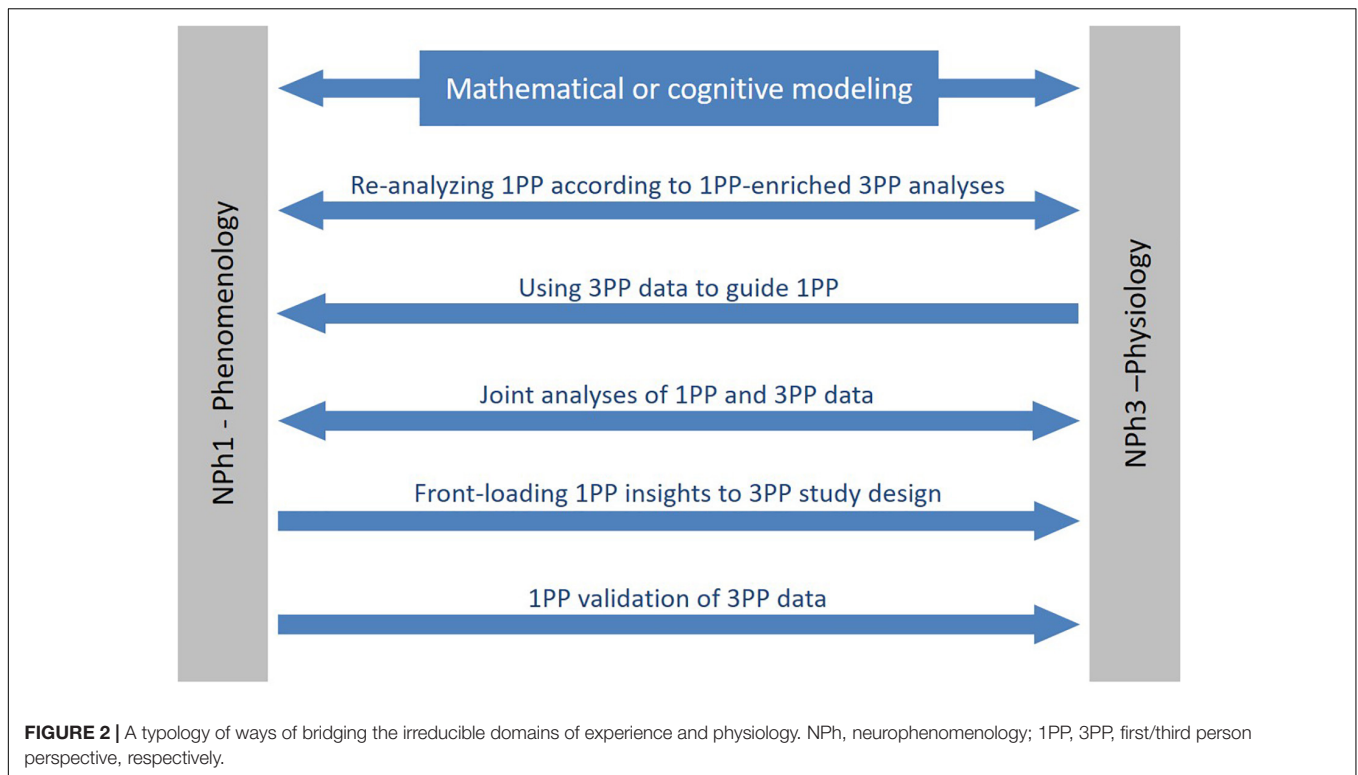 NPh1 - Phenomenology
Mathematical or cognitive modeling
Re-analyzing 1PP according to 1PP-enriched 3PP analyses
Using 3PP data to guide 1PP
Joint analyses of 1PP and 3PP data
Front-loading 1PP insights to 3PP study design
1PP validation of 3PP data
NPh3 –Physiology
FIGURE 2 | A typology of ways of bridging the irreducible domains of experience and physiology. NPh, neurophenomenology; 1PP, 3PP, first/third person
perspective, respectively.